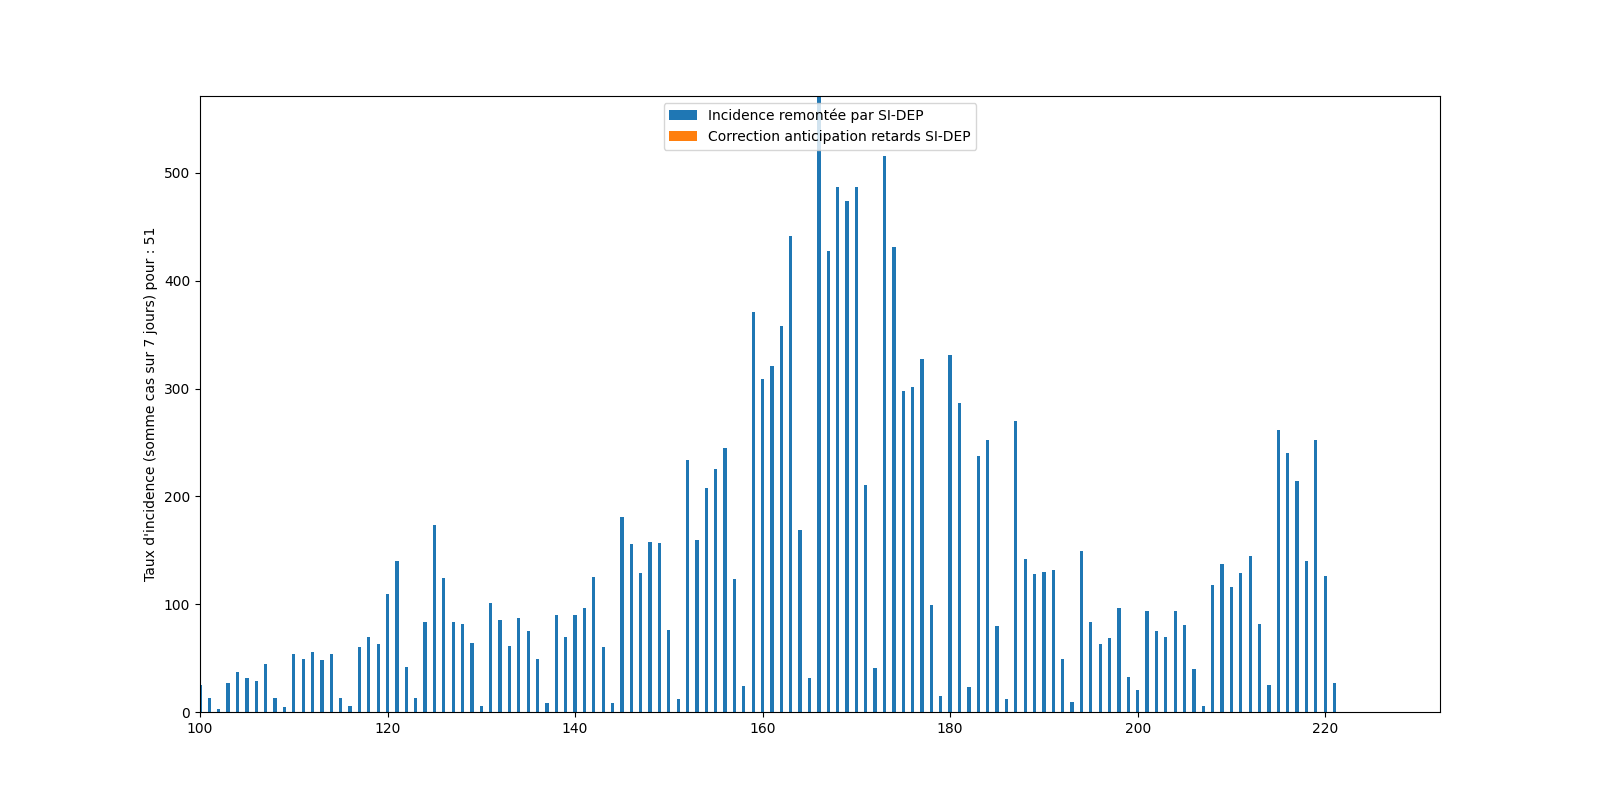 Incidence remontée par SI-DEP
Correction anticipation retards SI-DEP
Taux d'incidence (somme cas sur 7 jours) pour : 51
500
400
300
200
100
0
100 120 140 160 180 200 220